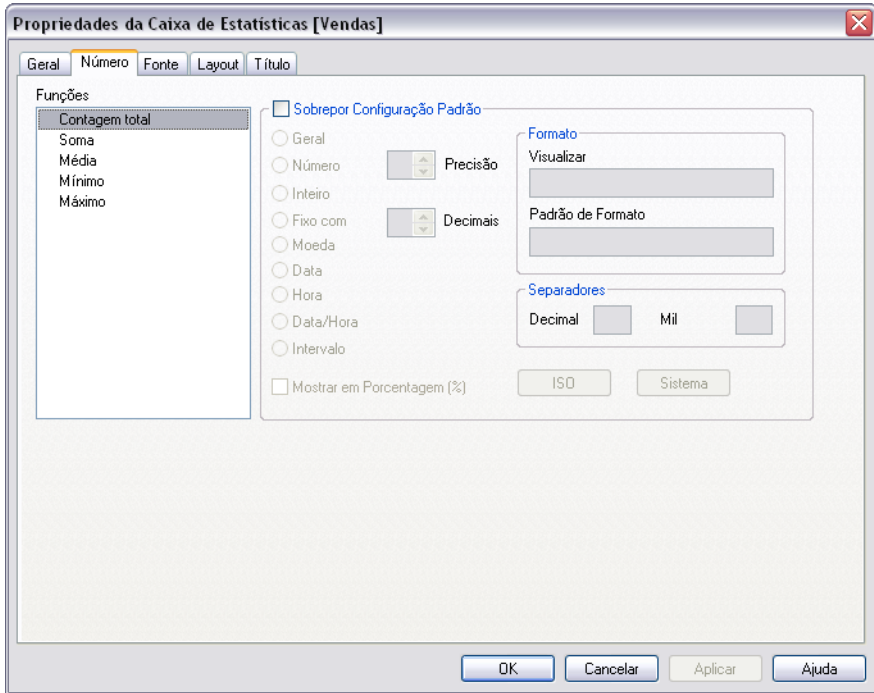 Propriedades da Caixa de Estatísticas [Vendas]
Geral Número Fonte Layout Título
Funções
Contagem total
Soma
Média
Mínimo
Máximo
Sobrepor Configuração Padrão
Geral
Número Precisão
Inteiro
Fixo com Decimais
Moeda
Data
Hora
Data/Hora
Intervalo
Mostrar em Porcentagem (%)
Formato
Visualizar
Padrão de Formato
Separadores
Decimal Mil
ISO Sistema
OK Cancelar Aplicar Ajuda